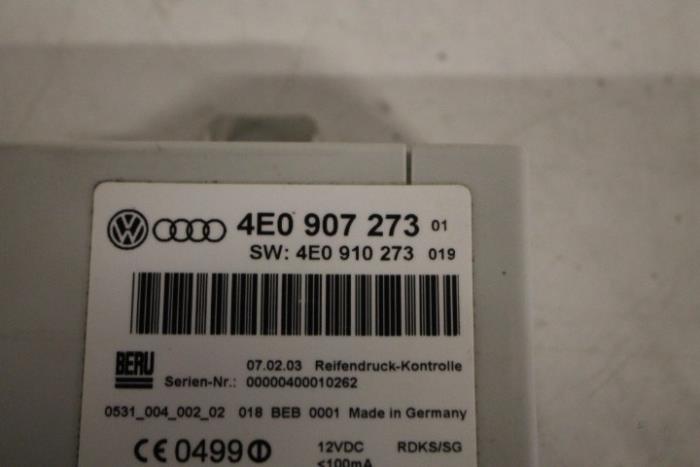 4E0 907 273 01
SW: 4E0 910 273 019
BERU
07.02.03 Reifendruck-Kontrolle
Serien-Nr.: 00000400010262
0531_004_002_02 018 BEB 0001 Made in Germany
CE 0499
12VDC RDKS/SG
≤100mA